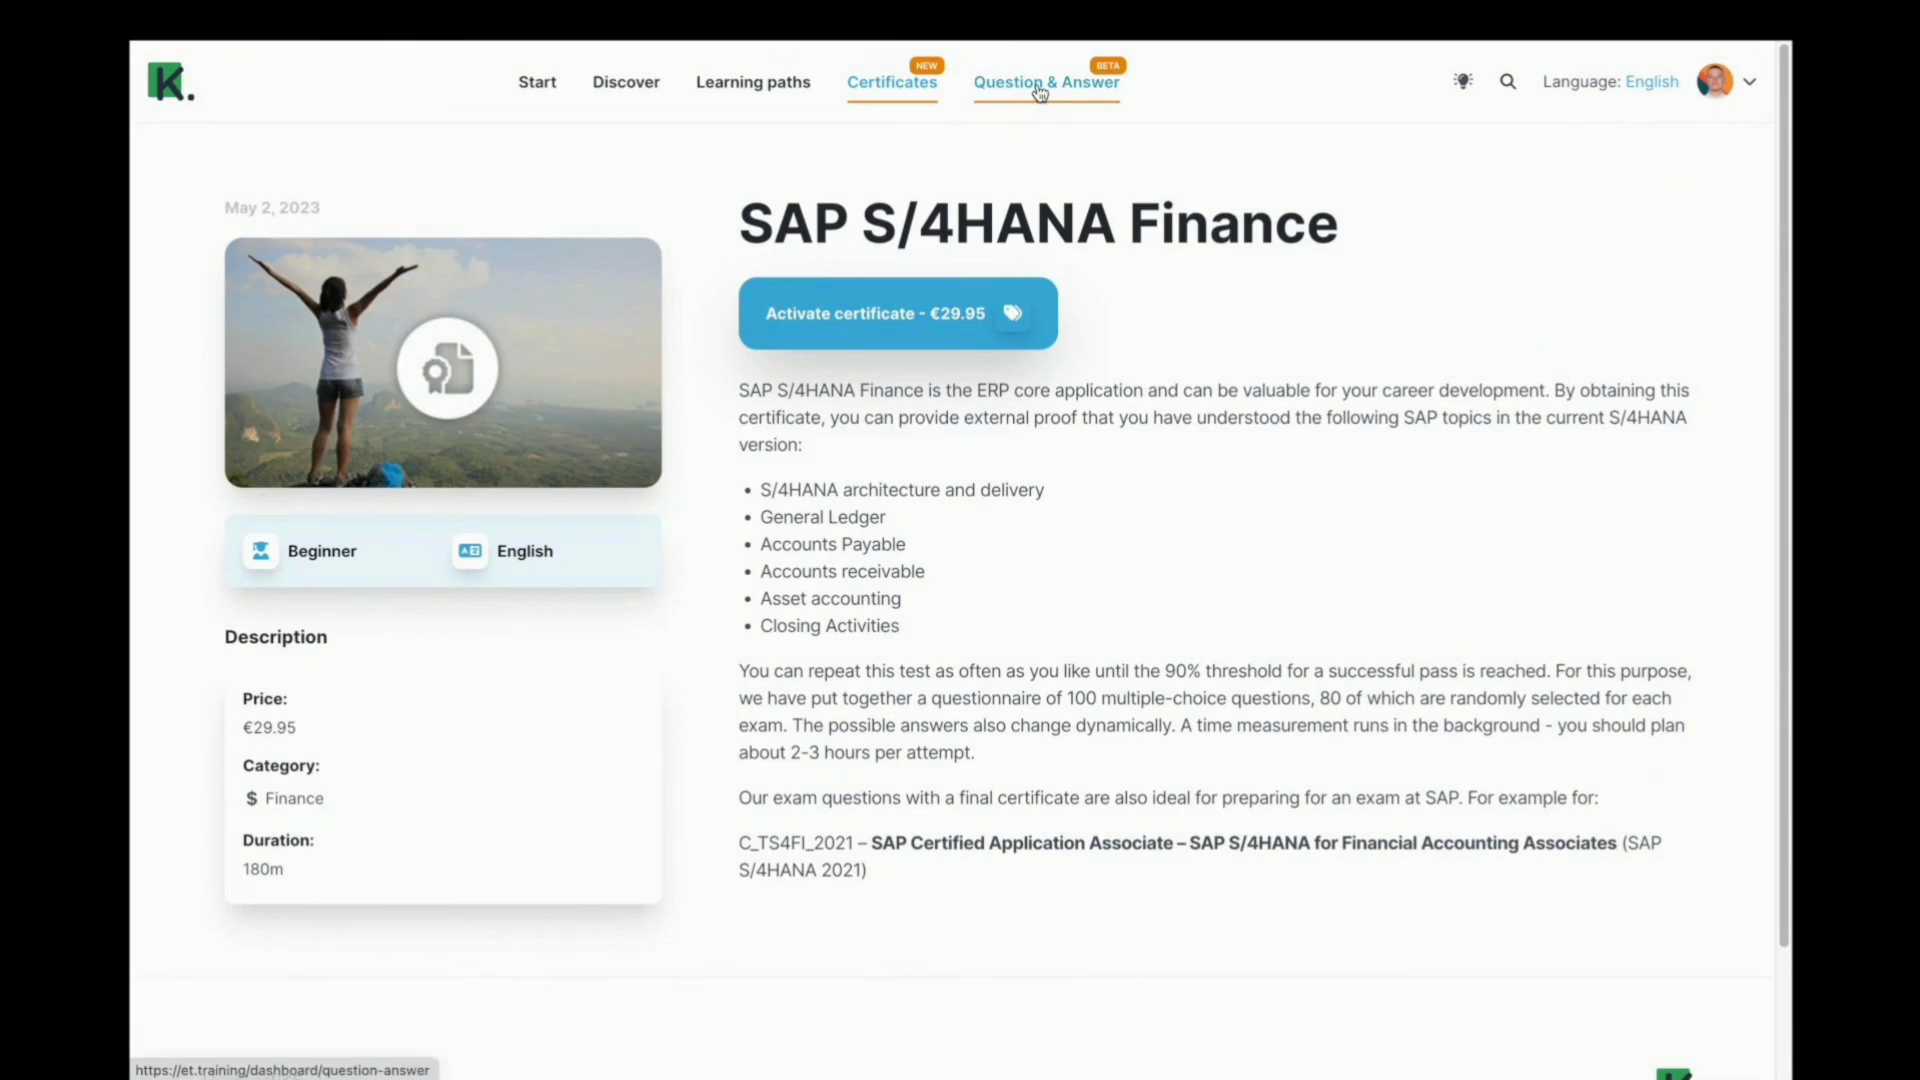 K.
Start
Discover
Learning paths
Certificates
NEW
Question & Answer
BETA
Language: English
May 2, 2023
Beginner
English
Description
Price:
€29.95
Category:
$ Finance
Duration:
180m
SAP S/4HANA Finance
Activate certificate - €29.95
SAP S/4HANA Finance is the ERP core application and can be valuable for your career development. By obtaining this
certificate, you can provide external proof that you have understood the following SAP topics in the current S/4HANA
version:
• S/4HANA architecture and delivery
• General Ledger
• Accounts Payable
• Accounts receivable
• Asset accounting
• Closing Activities
You can repeat this test as often as you like until the 90% threshold for a successful pass is reached. For this purpose,
we have put together a questionnaire of 100 multiple-choice questions, 80 of which are randomly selected for each
exam. The possible answers also change dynamically. A time measurement runs in the background - you should plan
about 2-3 hours per attempt.
Our exam questions with a final certificate are also ideal for preparing for an exam at SAP. For example for:
C_TS4FI_2021 – SAP Certified Application Associate – SAP S/4HANA for Financial Accounting Associates (SAP
S/4HANA 2021)
https://et.training/dashboard/question-answer